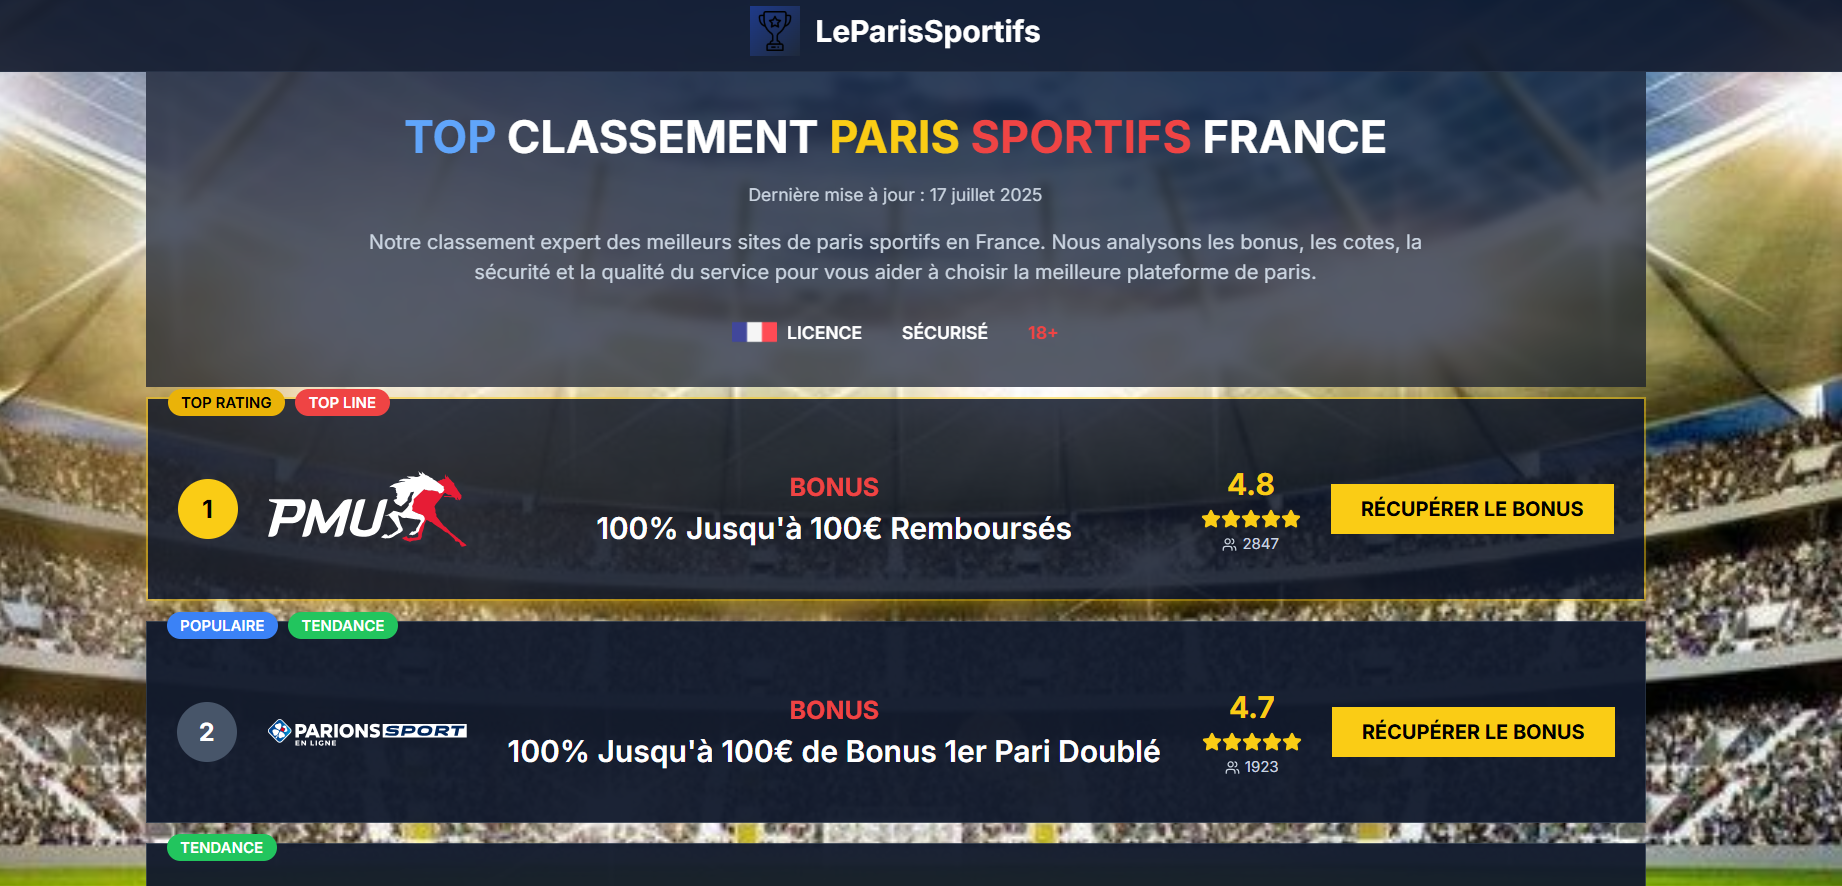 LeParisSportifs
TOP CLASSEMENT PARIS SPORTIFS FRANCE
Dernière mise à jour : 17 juillet 2025
Notre classement expert des meilleurs sites de paris sportifs en France. Nous analysons les bonus, les cotes, la
sécurité et la qualité du service pour vous aider à choisir la meilleure plateforme de paris.
LICENCE SÉCURISÉ 18+
TOP RATING TOP LINE
1
PMU
BONUS
100% Jusqu'à 100€ Remboursés
4.8
2847
RÉCUPÉRER LE BONUS
POPULAIRE TENDANCE
2
PARIONS SPORT
EN LIGNE
BONUS
100% Jusqu'à 100€ de Bonus 1er Pari Doublé
4.7
1923
RÉCUPÉRER LE BONUS
TENDANCE